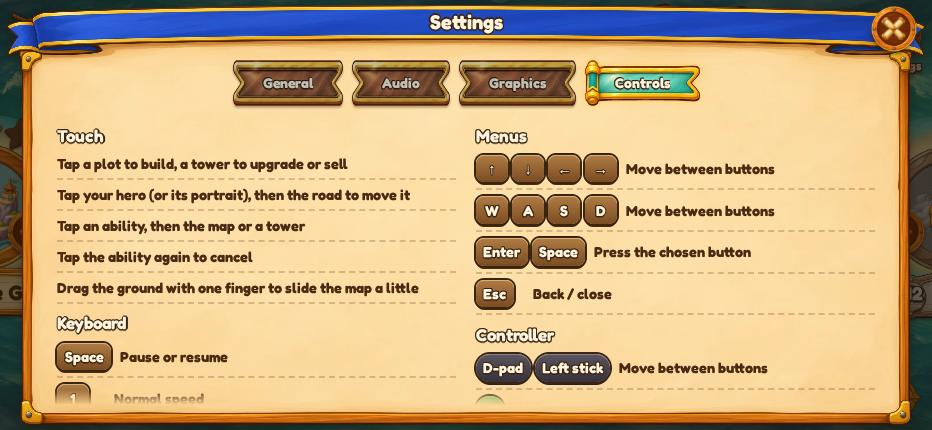 Settings
General Audio Graphics Controls
Touch
Tap a plot to build, a tower to upgrade or sell
Tap your hero (or its portrait), then the road to move it
Tap an ability, then the map or a tower
Tap the ability again to cancel
Drag the ground with one finger to slide the map a little
Keyboard
Space Pause or resume
1 Normal speed
Menus
↑ ↓ ← → Move between buttons
W A S D Move between buttons
Enter Space Press the chosen button
Esc Back / close
Controller
D-pad Left stick Move between buttons